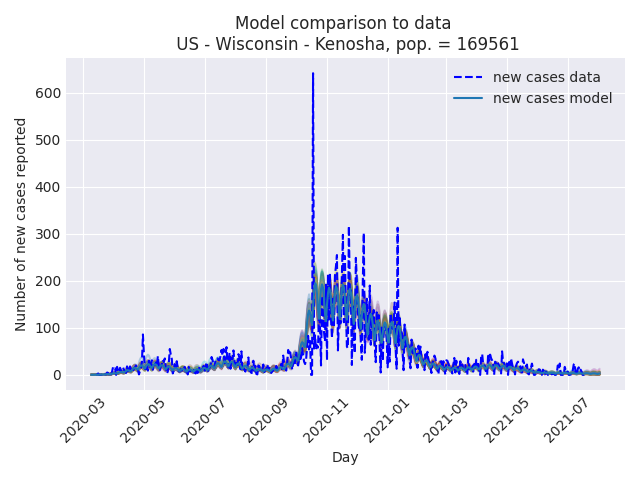 Model comparison to data
US - Wisconsin - Kenosha, pop. = 169561
new cases data
new cases model
Number of new cases reported
600
500
400
300
200
100
0
2020-03
2020-05
2020-07
2020-09
2020-11
2021-01
2021-03
2021-05
2021-07
Day